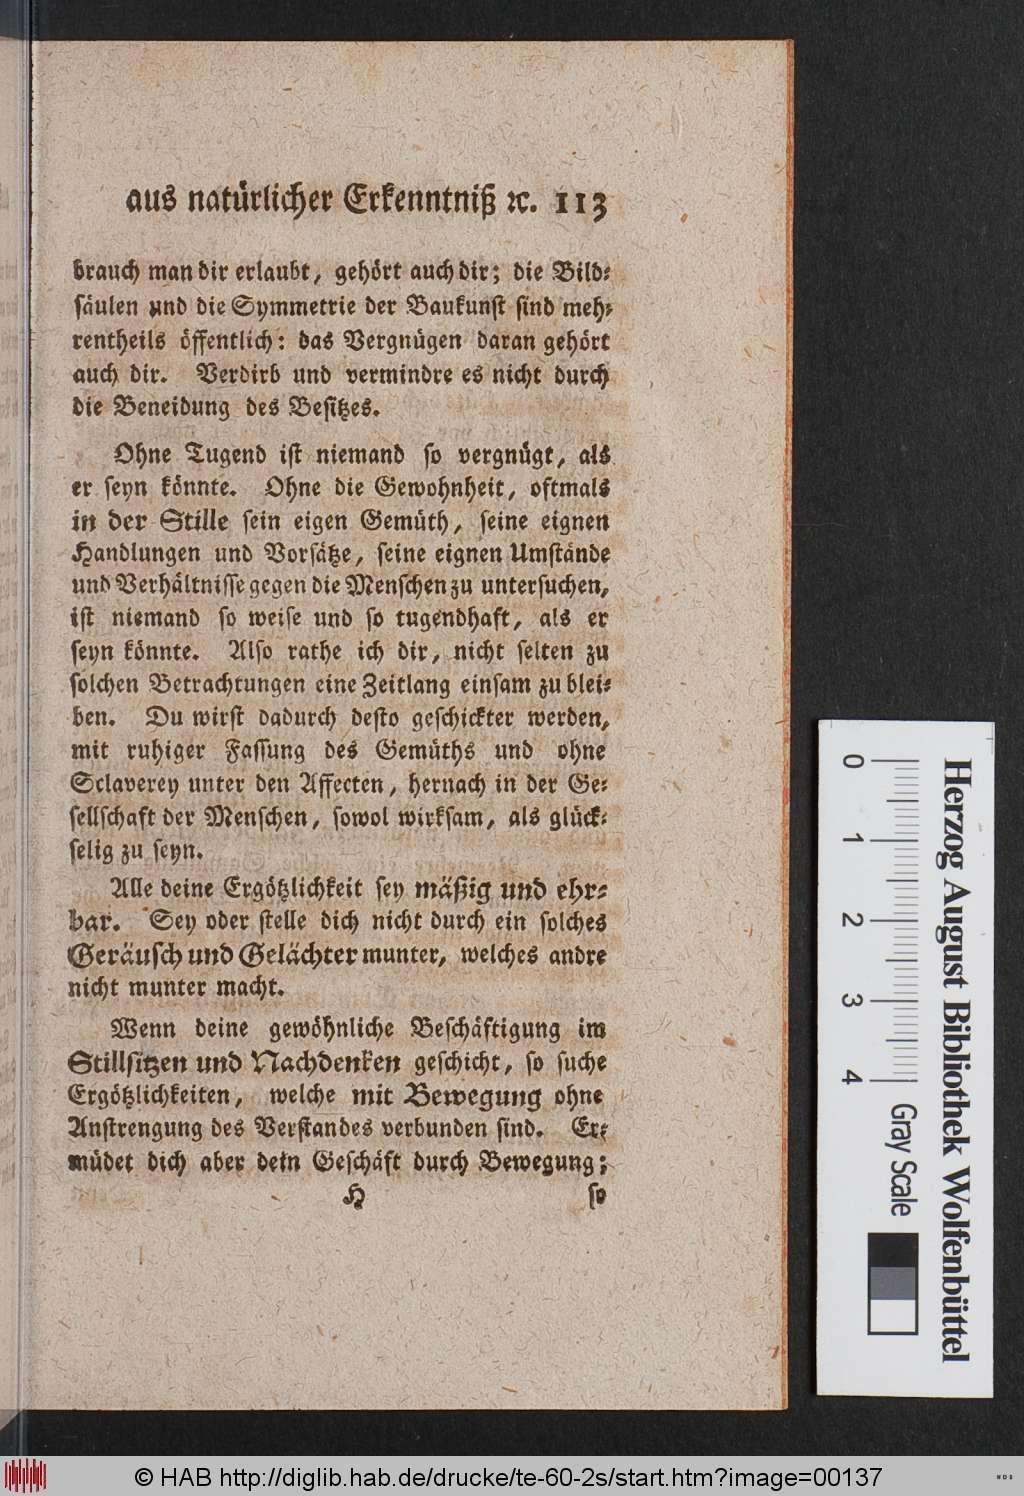 aus natürlicher Erkenntniß ꝛc. 113
brauch man dir erlaubt, gehört auch dir; die Bild⸗
säulen und die Symmetrie der Baukunst sind meh⸗
rentheils öffentlich: das Vergnügen daran gehört
auch dir. Verdirb und vermindre es nicht durch
die Beneidung des Besitzes.
Ohne Tugend ist niemand so vergnügt, als
er seyn könnte. Ohne die Gewohnheit, oftmals
in der Stille sein eigen Gemüth, seine eignen
Handlungen und Vorsätze, seine eignen Umstände
und Verhältnisse gegen die Menschen zu untersuchen,
ist niemand so weise und so tugendhaft, als er
seyn könnte. Also rathe ich dir, nicht selten zu
solchen Betrachtungen eine Zeitlang einsam zu blei⸗
ben. Du wirst dadurch desto geschickter werden,
mit ruhiger Fassung des Gemüths und ohne
Sclaverey unter den Affecten, hernach in der Ge⸗
sellschaft der Menschen, sowol wirksam, als glück⸗
selig zu seyn.
Alle deine Ergötzlichkeit sey mäßig und ehr⸗
bar. Sey oder stelle dich nicht durch ein solches
Geräusch und Gelächter munter, welches andre
nicht munter macht.
Wenn deine gewöhnliche Beschäftigung im
Stillsitzen und Nachdenken geschicht, so suche
Ergötzlichkeiten, welche mit Bewegung ohne
Anstrengung des Verstandes verbunden sind. Er⸗
müdet dich aber dein Geschäft durch Bewegung;
H so
Herzog August Bibliothek Wolfenbüttel
0 1 2 3 4 Gray Scale
© HAB http://diglib.hab.de/drucke/te-60-2s/start.htm?image=00137